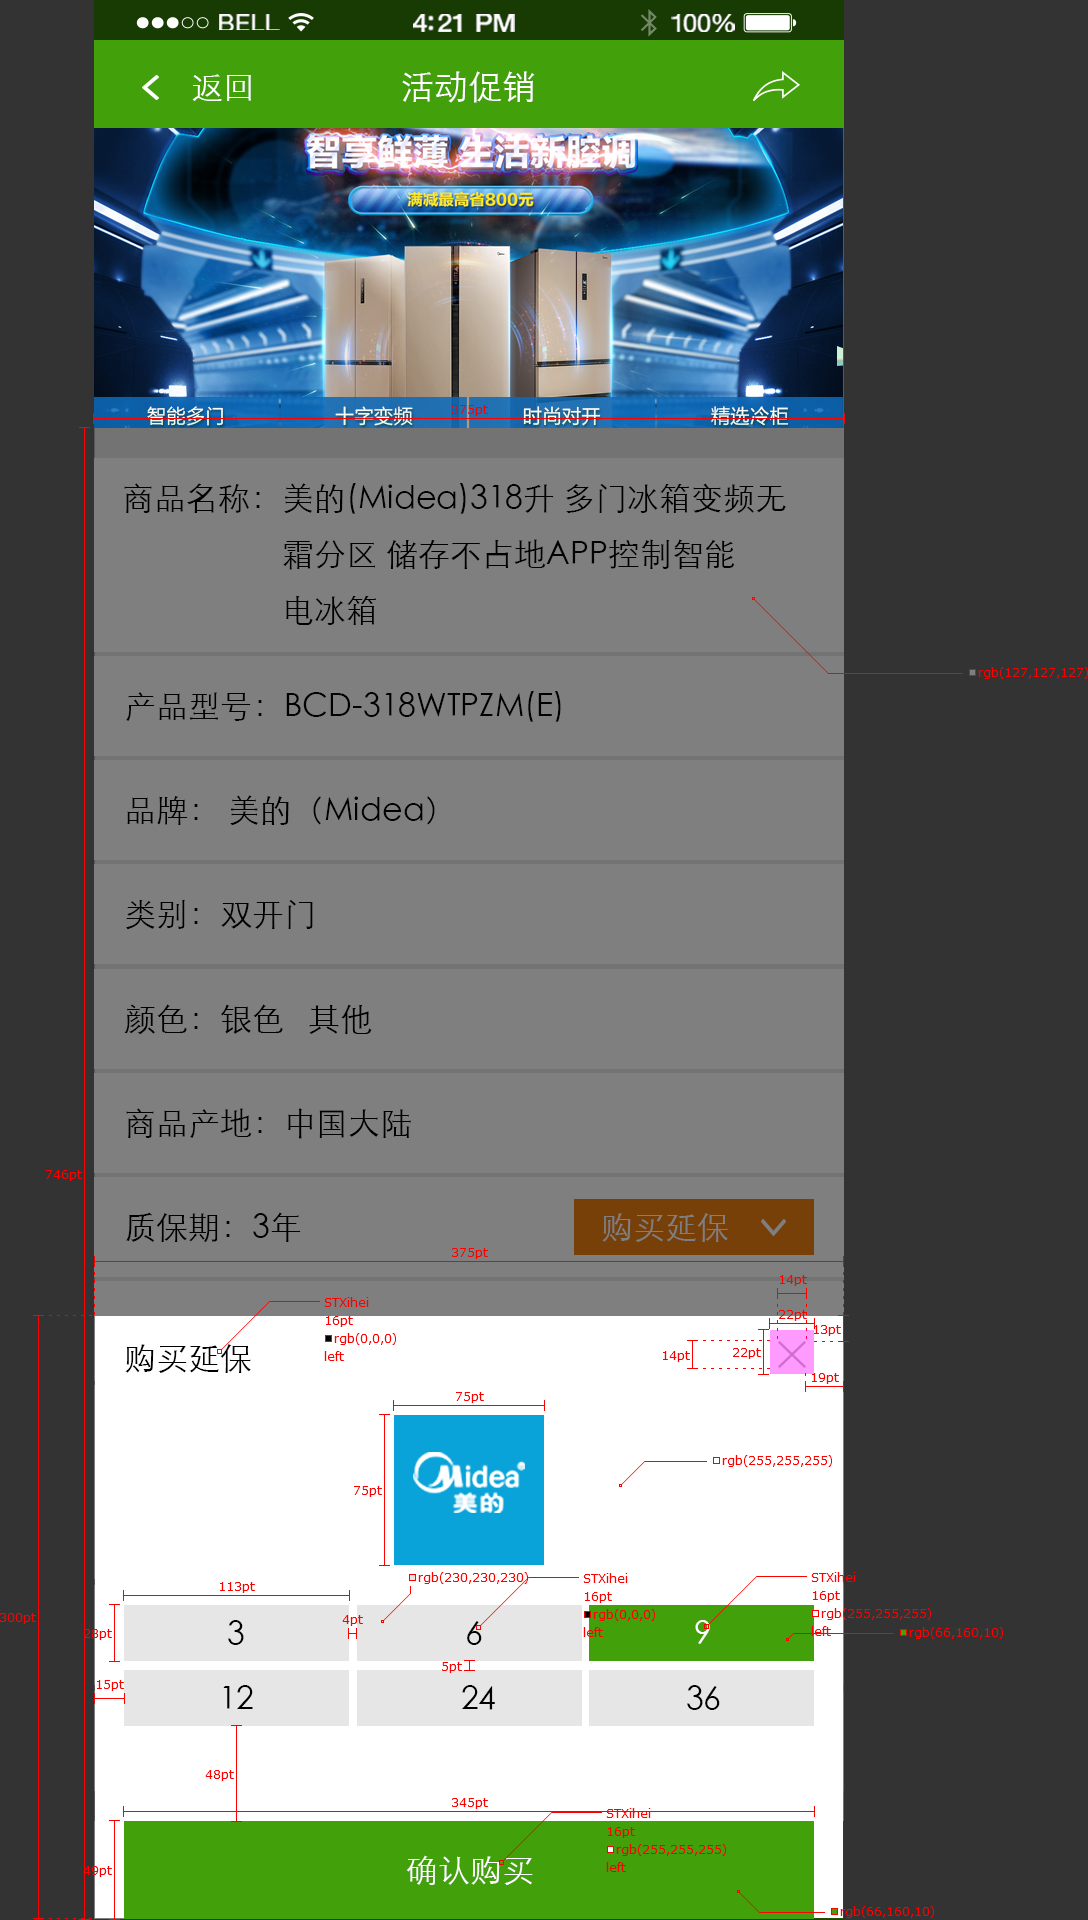 BELL 4:21 PM 100%
返回 活动促销
智享鲜薄 生活新腔调
满减最高省800元
智能多门 十字变频 时尚对开 精选冷柜
375pt
商品名称：美的(Midea)318升 多门冰箱变频无
霜分区 储存不占地APP控制智能
电冰箱
rgb(127,127,127)
产品型号：BCD-318WTPZM(E)
品牌： 美的（Midea）
类别：双开门
颜色：银色 其他
商品产地：中国大陆
746pt
质保期：3年 购买延保
375pt
14pt
STXihei
16pt
rgb(0,0,0)
left
22pt
13pt
购买延保
14pt
22pt
19pt
75pt
75pt
Midea
美的
rgb(255,255,255)
rgb(230,230,230)
STXihei
16pt
rgb(0,0,0)
left
STXihei
16pt
rgb(255,255,255)
left
113pt
300pt
28pt
4pt
3 6 9
rgb(66,160,10)
5pt
15pt
12 24 36
48pt
345pt
STXihei
16pt
rgb(255,255,255)
left
49pt
确认购买
rgb(66,160,10)